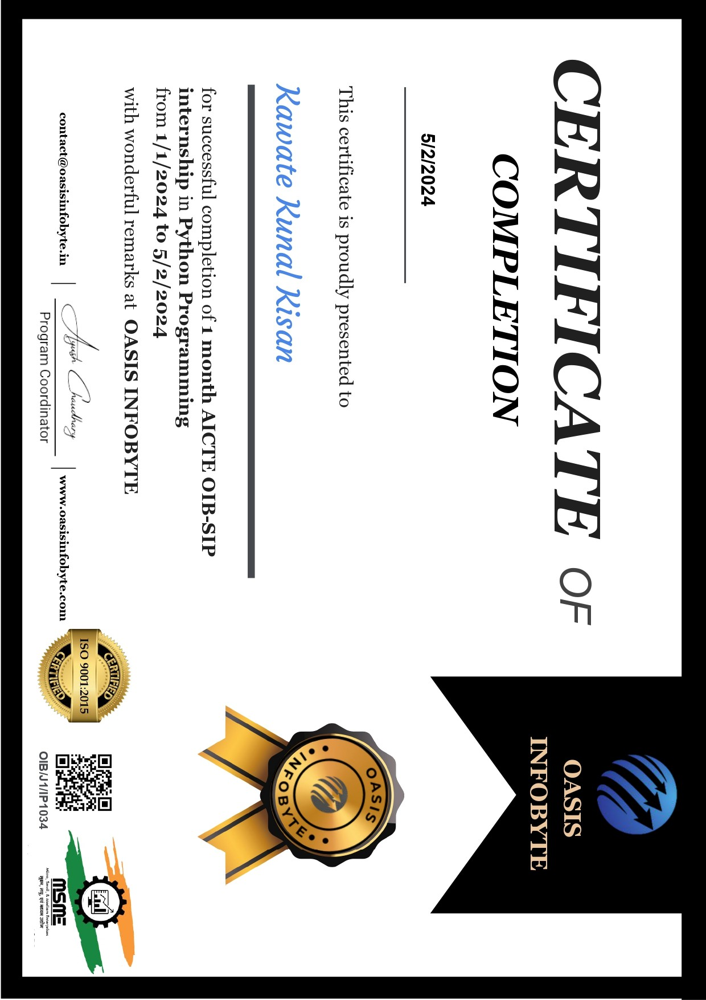 CERTIFICATE OF
COMPLETION
OASIS
INFOBYTE
5/2/2024
This certificate is proudly presented to
Kawate Kunal Kisan
for successful completion of 1 month AICTE OIB-SIP
internship in Python Programming
from 1/1/2024 to 5/2/2024
with wonderful remarks at OASIS INFOBYTE
OASIS
INFOBYTE
contact@oasisinfobyte.in
Ayush Chaudhary
Program Coordinator
www.oasisinfobyte.com
CERTIFIED
ISO 9001:2015
CERTIFIED
OIB/J1/IP1034
MSME
Micro, Small & Medium Enterprises
सूक्ष्म, लघु, एवं मध्यम उद्योग